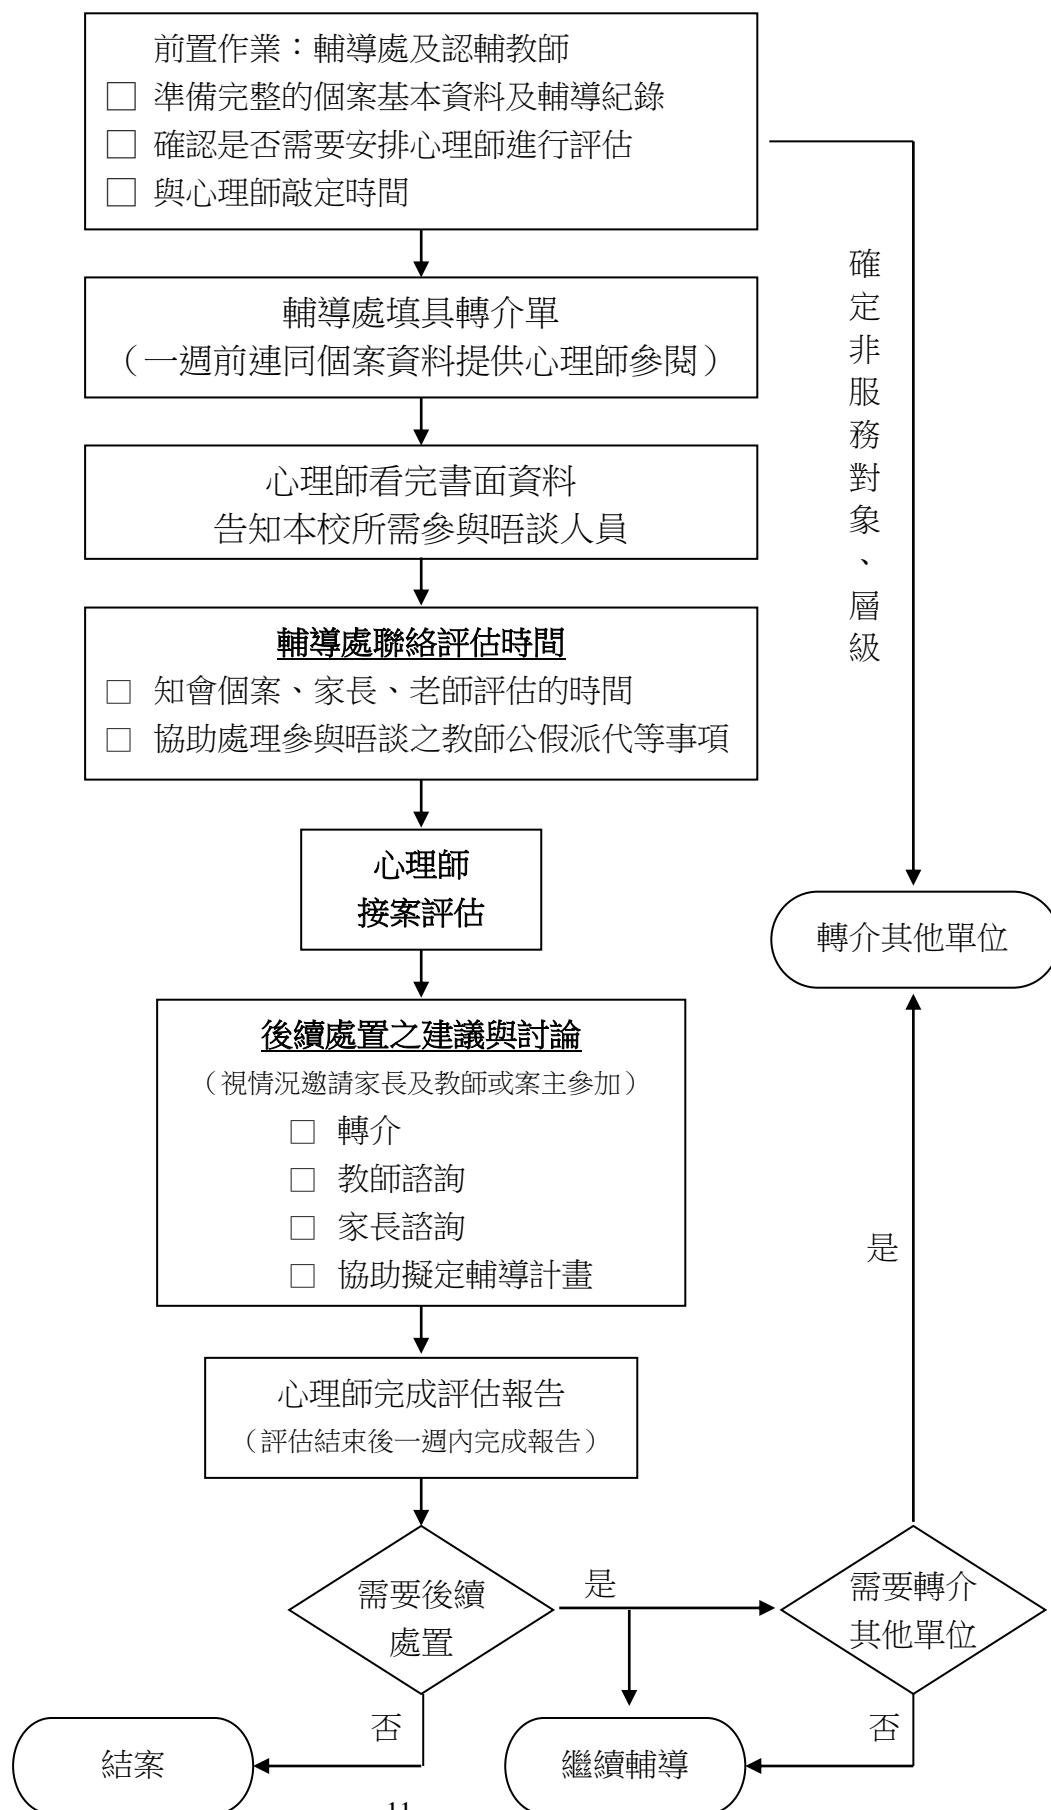 前置作業：輔導處及認輔教師
□ 準備完整的個案基本資料及輔導紀錄
□ 確認是否需要安排心理師進行評估
□ 與心理師敲定時間
輔導處填具轉介單
（一週前連同個案資料提供心理師參閱）
心理師看完書面資料
告知本校所需參與晤談人員
輔導處聯絡評估時間
□ 知會個案、家長、老師評估的時間
□ 協助處理參與晤談之教師公假派代等事項
確定非服務對象、層級
心理師
接案評估
轉介其他單位
後續處置之建議與討論
（視情況邀請家長及教師或案主參加）
□ 轉介
□ 教師諮詢
□ 家長諮詢
□ 協助擬定輔導計畫
是
心理師完成評估報告
（評估結束後一週內完成報告）
需要後續
處置
是
需要轉介
其他單位
否
否
結案
繼續輔導
11